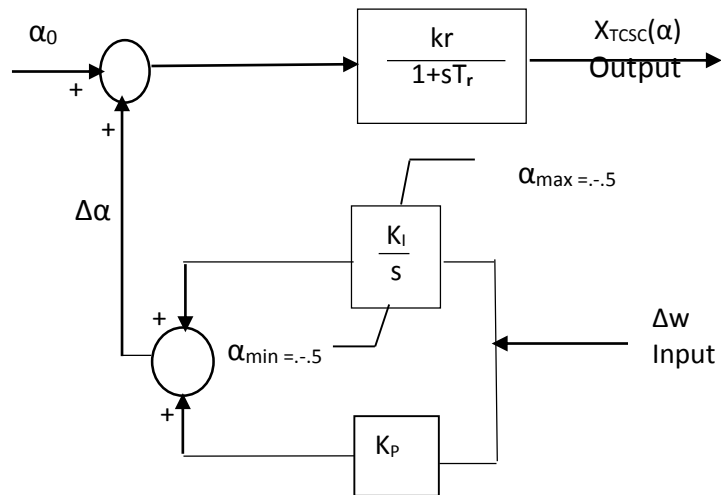 α0
+
+
kr
1+sTr
XTCSC(α)
Output
αmax =.-.5
Δα
KI
s
+
αmin =.-.5
Δw
Input
+
KP